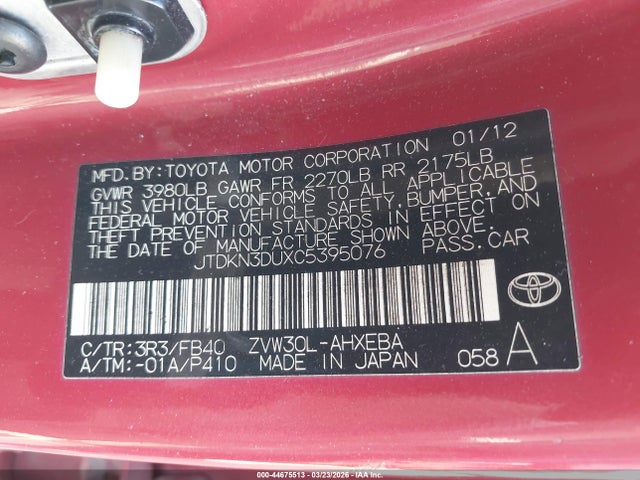 MFD.BY:TOYOTA MOTOR CORPORATION 01/12
GVWR 3980LB GAWR FR 2270LB RR 2175LB
THIS VEHICLE CONFORMS TO ALL APPLICABLE
FEDERAL MOTOR VEHICLE SAFETY,BUMPER,AND
THEFT PREVENTION STANDARDS IN EFFECT ON
THE DATE OF MANUFACTURE SHOWN ABOVE.
JTDKN3DUXC5395076 PASS.CAR
C/TR:3R3/FB40 ZVW30L-AHXEBA
A/TM:-01A/P410 MADE IN JAPAN 058 A
000-44675513 — 03/23/2026 — IAA Inc.